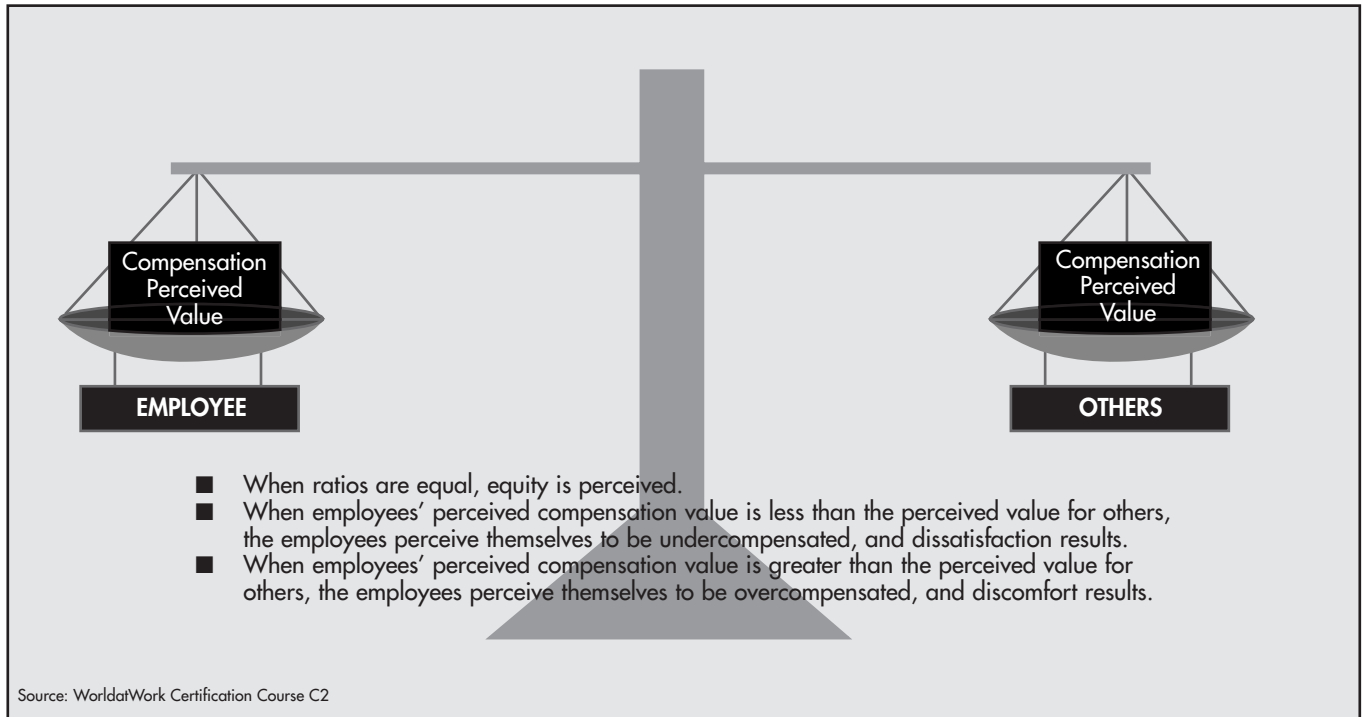 Compensation
Perceived
Value
Compensation
Perceived
Value
EMPLOYEE
OTHERS
■ When ratios are equal, equity is perceived.
■ When employees’ perceived compensation value is less than the perceived value for others,
the employees perceive themselves to be undercompensated, and dissatisfaction results.
■ When employees’ perceived compensation value is greater than the perceived value for
others, the employees perceive themselves to be overcompensated, and discomfort results.
Source: WorldatWork Certification Course C2